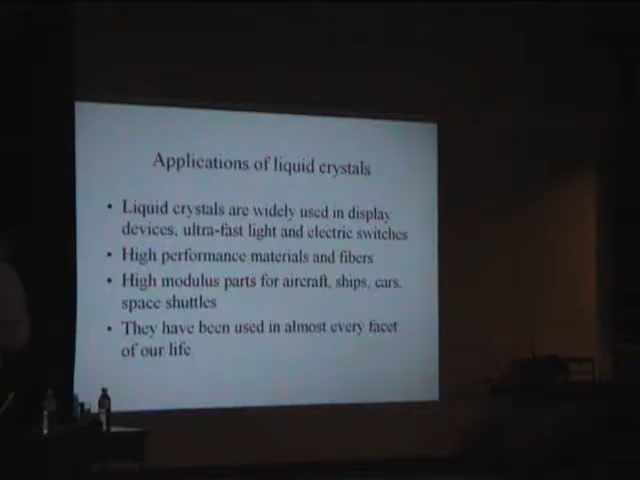 Applications of liquid crystals
• Liquid crystals are widely used in display
devices, ultra-fast light and electric switches
• High performance materials and fibers
• High modulus parts for aircraft, ships, cars,
space shuttles
• They have been used in almost every facet
of our life